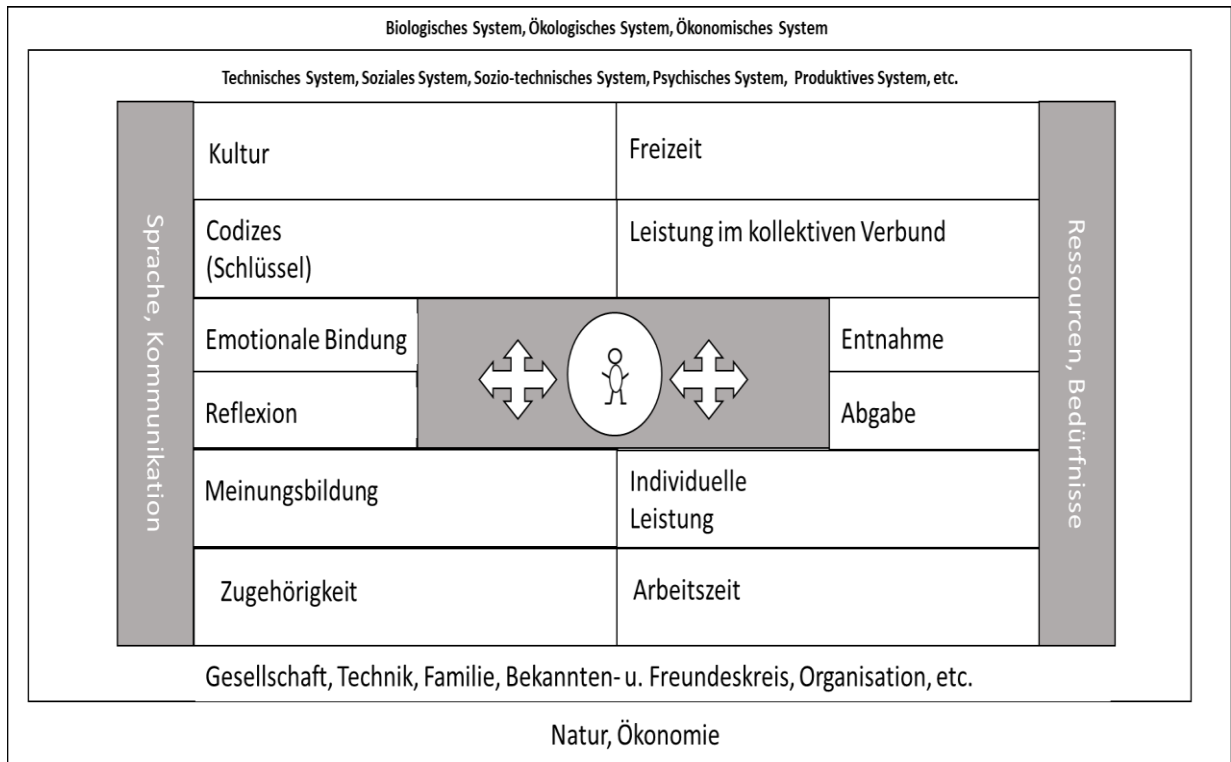 Biologisches System, Ökologisches System, Ökonomisches System
Technisches System, Soziales System, Sozio-technisches System, Psychisches System, Produktives System, etc.
Sprache, Kommunikation
Kultur
Freizeit
Codizes
(Schlüssel)
Leistung im kollektiven Verbund
Emotionale Bindung
Entnahme
Reflexion
Abgabe
Meinungsbildung
Individuelle
Leistung
Zugehörigkeit
Arbeitszeit
Ressourcen, Bedürfnisse
Gesellschaft, Technik, Familie, Bekannten- u. Freundeskreis, Organisation, etc.
Natur, Ökonomie